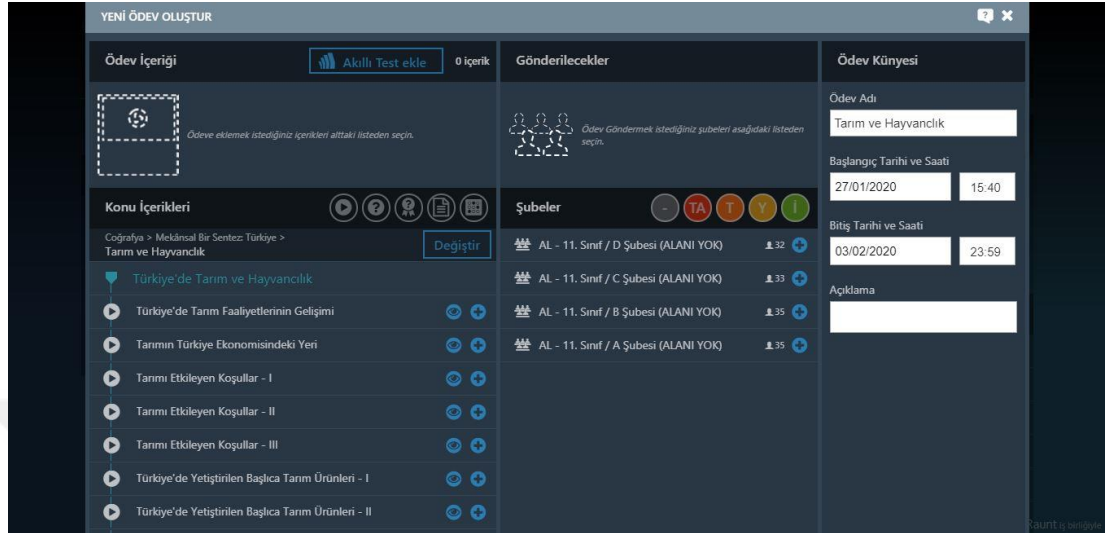 YENİ ÖDEV OLUŞTUR
Ödev İçeriği
Akıllı Test ekle
0 içerik
Ödeve eklemek istediğiniz içerikleri alttaki listeden seçin.
Konu İçerikleri
Coğrafya > Mekânsal Bir Sentez: Türkiye >
Tarım ve Hayvanclık
Değiştir
Türkiye'de Tarım ve Hayvancılık
Türkiye'de Tarım Faaliyetlerinin Gelişimi
Tarımın Türkiye Ekonomisindeki Yeri
Tarımı Etkileyen Koşullar - I
Tarımı Etkileyen Koşullar - II
Tarımı Etkileyen Koşullar - III
Türkiye'de Yetiştirilen Başlıca Tarım Ürünleri - I
Türkiye'de Yetiştirilen Başlıca Tarım Ürünleri - II
Gönderilecekler
Ödev Göndermek istediğiniz şubeleri asağıdaki listeden
seçin.
Şubeler
- TA T Y İ
AL - 11. Sınıf / D Şubesi (ALANI YOK) 32
AL - 11. Sınıf / C Şubesi (ALANI YOK) 33
AL - 11. Sınıf / B Şubesi (ALANI YOK) 35
AL - 11. Sınıf / A Şubesi (ALANI YOK) 35
Ödev Künyesi
Ödev Adı
Tarım ve Hayvanclık
Başlangıç Tarihi ve Saati
27/01/2020 15:40
Bitiş Tarihi ve Saati
03/02/2020 23:59
Açıklama
Raunt iş birliğiyle